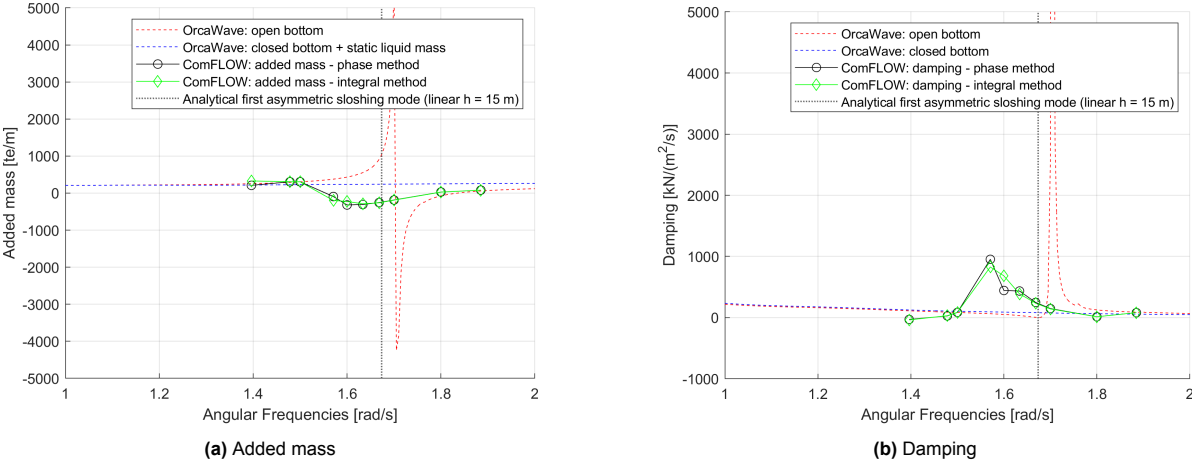 5000
4000
3000
2000
1000
0
-1000
-2000
-3000
-4000
-5000
Added mass [te/m]
OrcaWave: open bottom
OrcaWave: closed bottom + static liquid mass
ComFLOW: added mass - phase method
ComFLOW: added mass - integral method
Analytical first asymmetric sloshing mode (linear h = 15 m)
1 1.2 1.4 1.6 1.8 2
Angular Frequencies [rad/s]
(a) Added mass
5000
4000
3000
2000
1000
0
-1000
Damping [kN/(m²/s)]
OrcaWave: open bottom
OrcaWave: closed bottom
ComFLOW: damping - phase method
ComFLOW: damping - integral method
Analytical first asymmetric sloshing mode (linear h = 15 m)
1 1.2 1.4 1.6 1.8 2
Angular Frequencies [rad/s]
(b) Damping